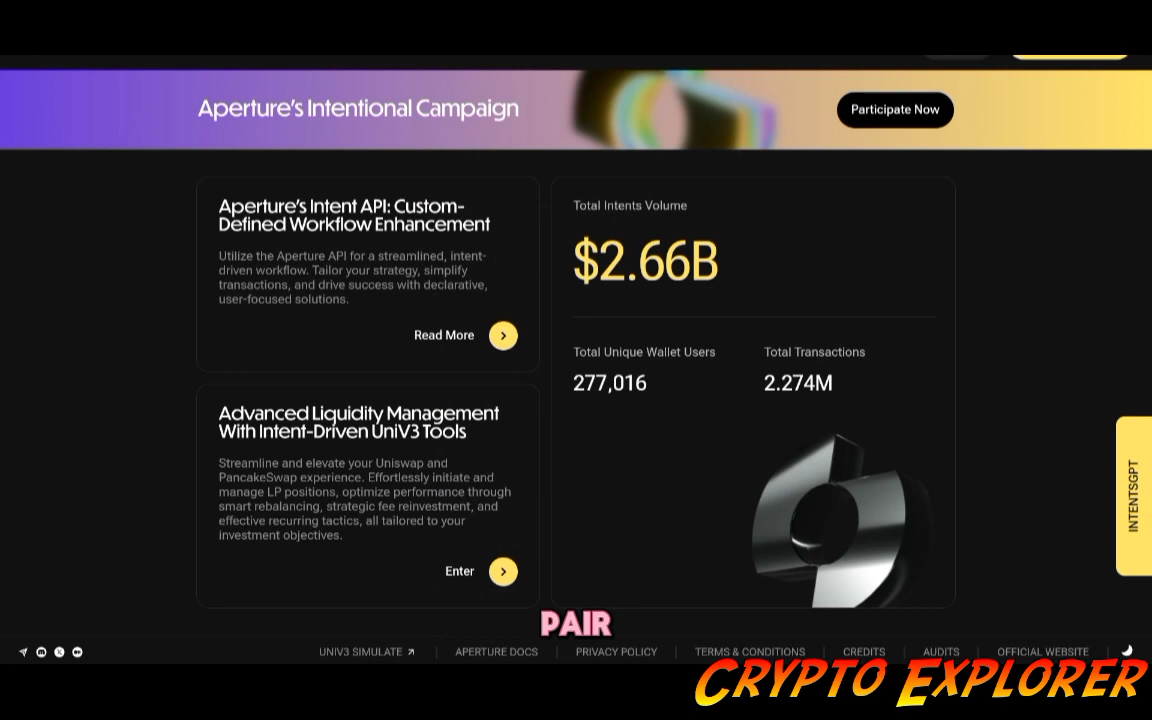 Aperture's Intentional Campaign
Participate Now
Aperture's Intent API: Custom-
Defined Workflow Enhancement
Utilize the Aperture API for a streamlined, intent-
driven workflow. Tailor your strategy, simplify
transactions, and drive success with declarative,
user-focused solutions.
Read More
Advanced Liquidity Management
With Intent-Driven UniV3 Tools
Streamline and elevate your Uniswap and
PancakeSwap experience. Effortlessly initiate and
manage LP positions, optimize performance through
smart rebalancing, strategic fee reinvestment, and
effective recurring tactics, all tailored to your
investment objectives.
Enter
Total Intents Volume
$2.66B
Total Unique Wallet Users
277,016
Total Transactions
2.274M
INTENTSGPT
PAIR
UNIV3 SIMULATE
APERTURE DOCS
PRIVACY POLICY
TERMS & CONDITIONS
CREDITS
AUDITS
OFFICIAL WEBSITE
CRYPTO EXPLORER